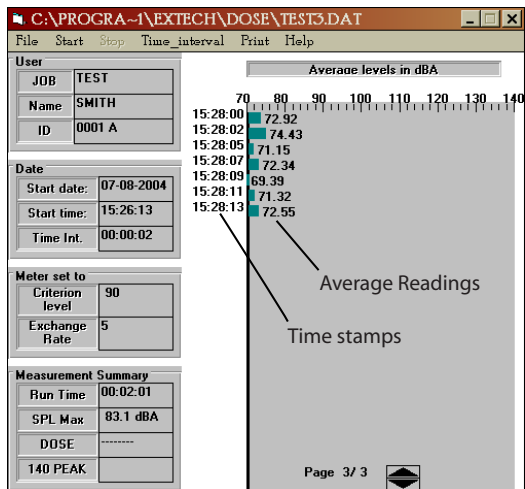 C:\PROGRA~1\EXTECH\DOSE\TEST3.DAT
File Start Stop Time_interval Print Help
User
JOB TEST
Name SMITH
ID 0001 A
Date
Start date: 07-08-2004
Start time: 15:26:13
Time Int. 00:00:02
Meter set to
Criterion level 90
Exchange Rate 5
Measurement Summary
Run Time 00:02:01
SPL Max 83.1 dBA
DOSE --------
140 PEAK
Average levels in dBA
70 80 90 100 110 120 130 140
15:28:00 72.92
15:28:02 74.43
15:28:05 71.15
15:28:07 72.34
15:28:09 69.39
15:28:11 71.32
15:28:13 72.55
Average Readings
Time stamps
Page 3/ 3